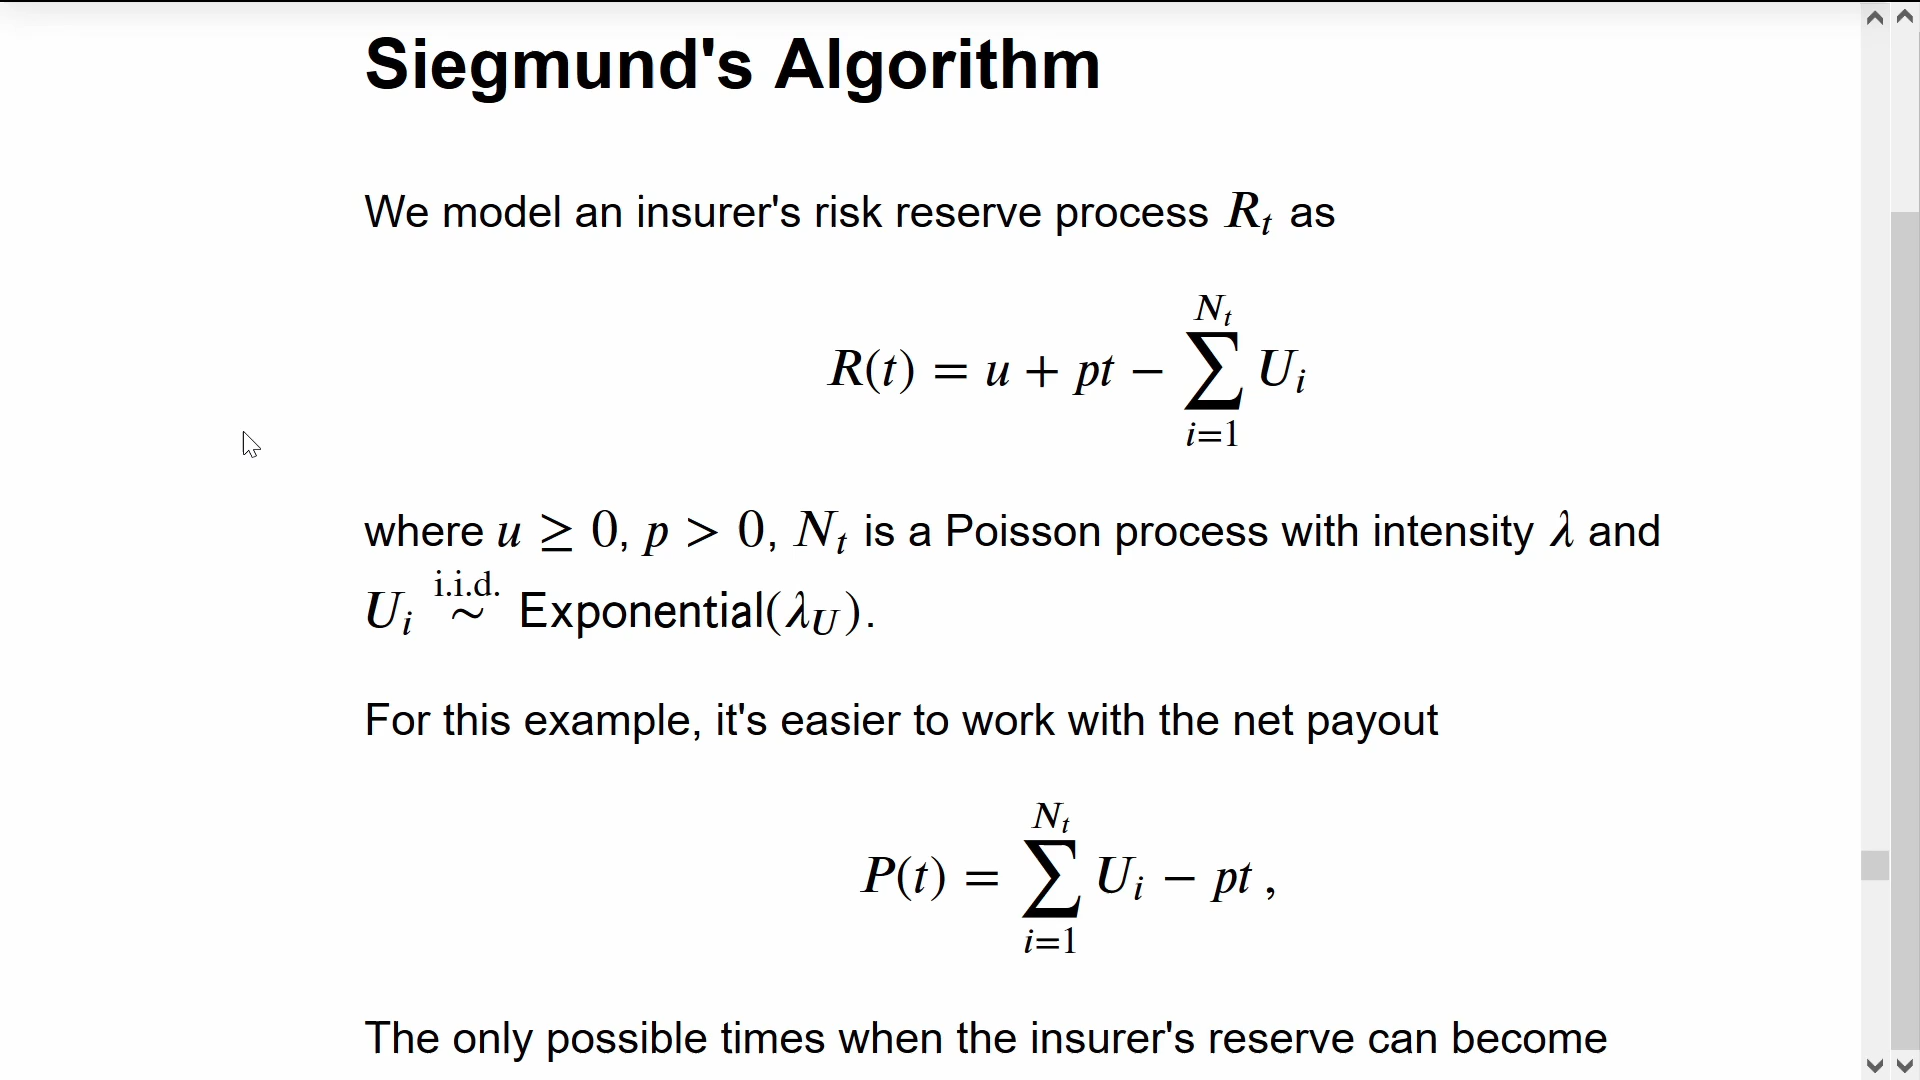 Siegmund's Algorithm
We model an insurer's risk reserve process R_t as
R(t) = u + pt − ∑_{i=1}^{N_t} U_i
where u ≥ 0, p > 0, N_t is a Poisson process with intensity λ and
U_i i.i.d. ∼ Exponential(λ_U).
For this example, it's easier to work with the net payout
P(t) = ∑_{i=1}^{N_t} U_i − pt ,
The only possible times when the insurer's reserve can become